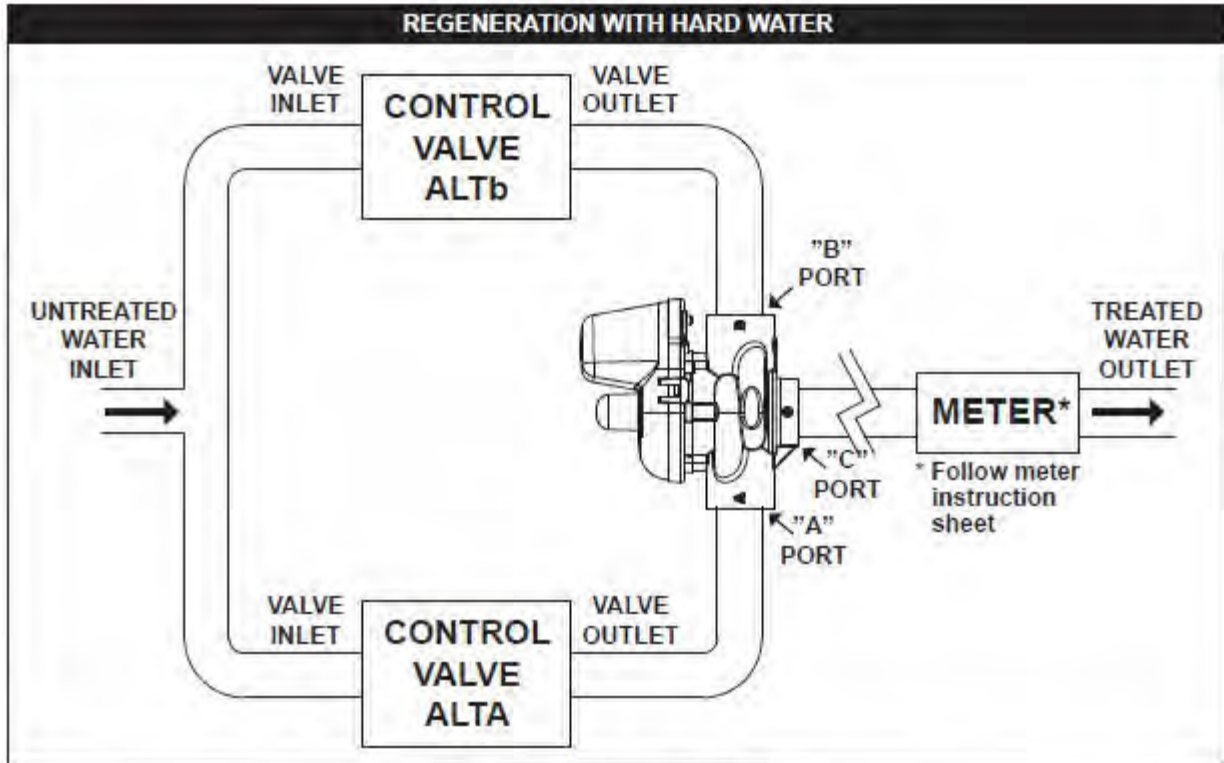 REGENERATION WITH HARD WATER
VALVE
INLET
CONTROL
VALVE
ALTb
VALVE
OUTLET
"B"
PORT
UNTREATED
WATER
INLET
TREATED
WATER
OUTLET
B
METER*
"C"
PORT
* Follow meter
instruction
sheet
A
"A"
PORT
VALVE
INLET
CONTROL
VALVE
ALTA
VALVE
OUTLET